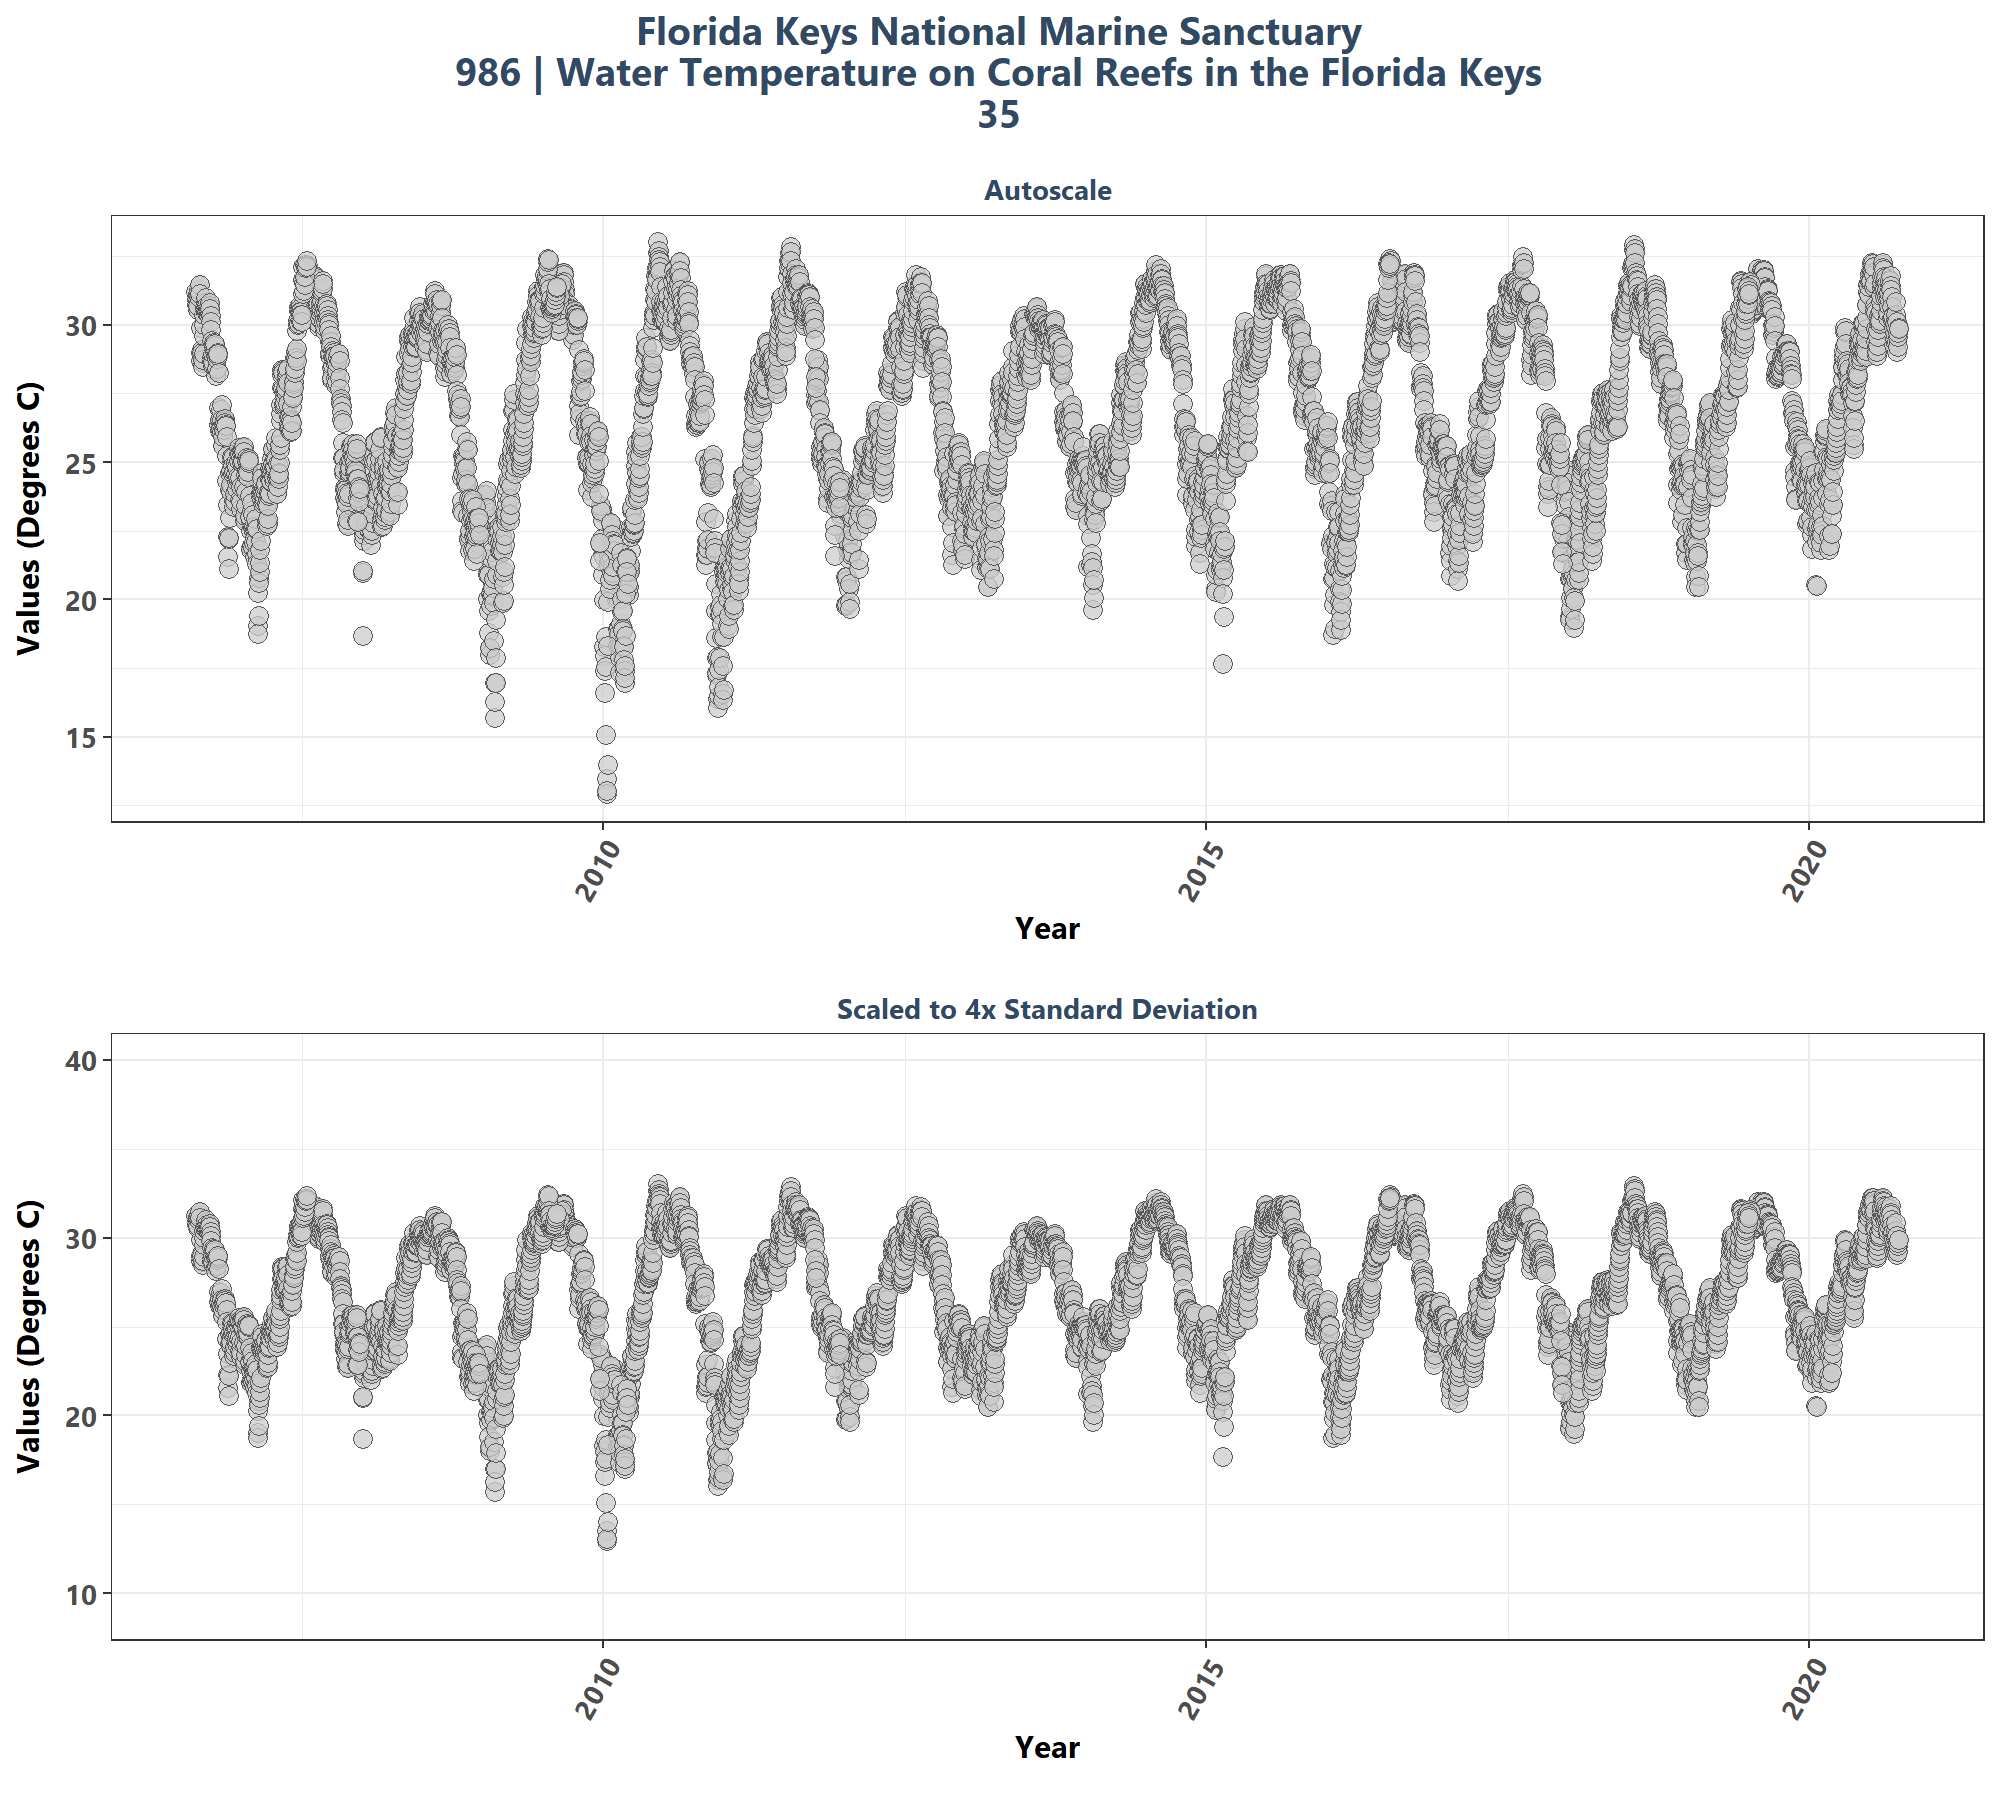 Florida Keys National Marine Sanctuary
986 | Water Temperature on Coral Reefs in the Florida Keys
35
Autoscale
Values (Degrees C)
30
25
20
15
2010
2015
2020
Year
Scaled to 4x Standard Deviation
Values (Degrees C)
40
30
20
10
2010
2015
2020
Year